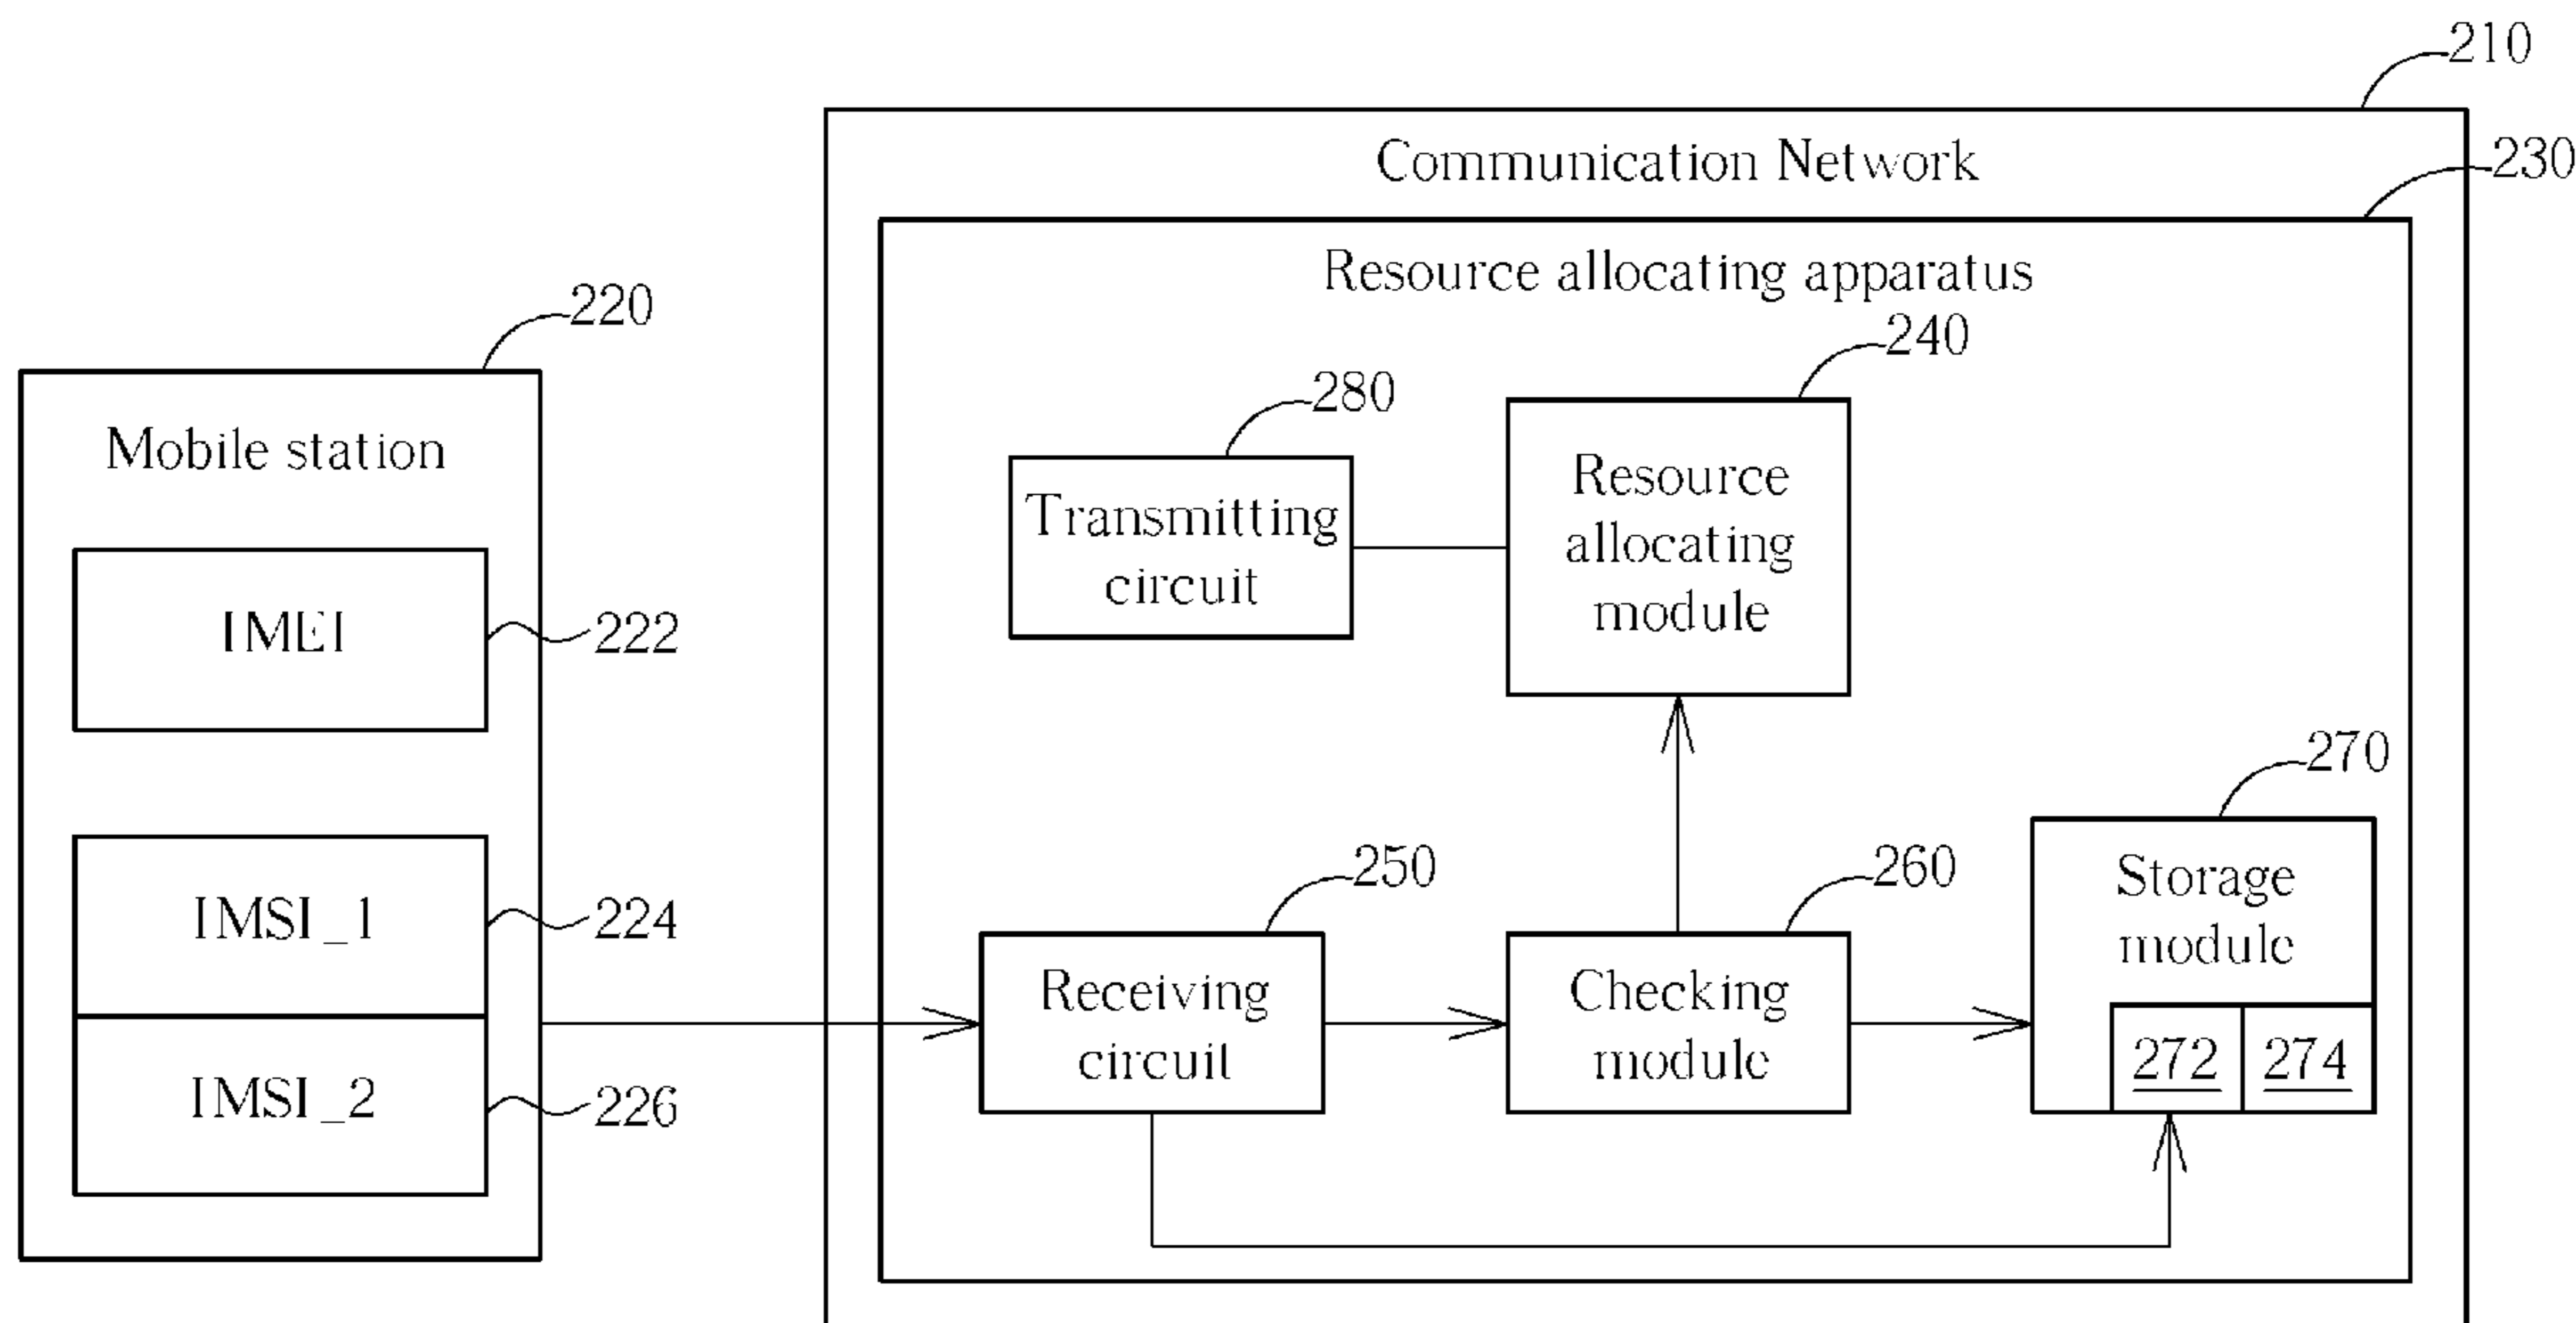 210
Communication Network
230
Resource allocating apparatus
220
Mobile station
IMEI
222
IMSI_1
224
IMSI_2
226
280
Transmitting
circuit
240
Resource
allocating
module
250
Receiving
circuit
260
Checking
module
270
Storage
module
272
274